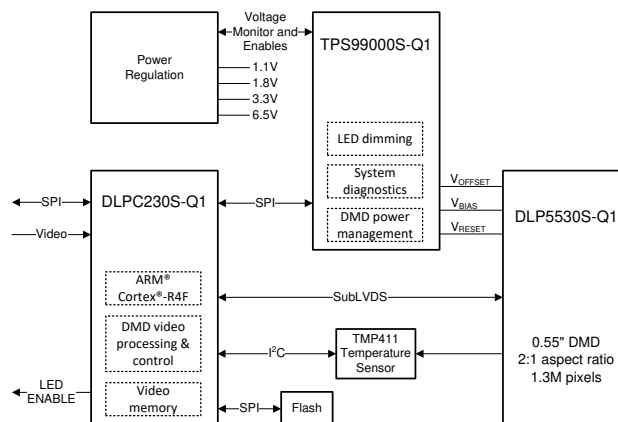 Voltage
Monitor and
Enables
Power
Regulation
1.1V
1.8V
3.3V
6.5V
TPS99000S-Q1
LED dimming
System
diagnostics
DMD power
management
VOFFSET
VBIAS
VRESET
DLP5530S-Q1
0.55" DMD
2:1 aspect ratio
1.3M pixels
SPI
Video
LED
ENABLE
DLPC230S-Q1
ARM®
Cortex®-R4F
DMD video
processing &
control
Video
memory
SPI
SubLVDS
I²C
TMP411
Temperature
Sensor
SPI
Flash